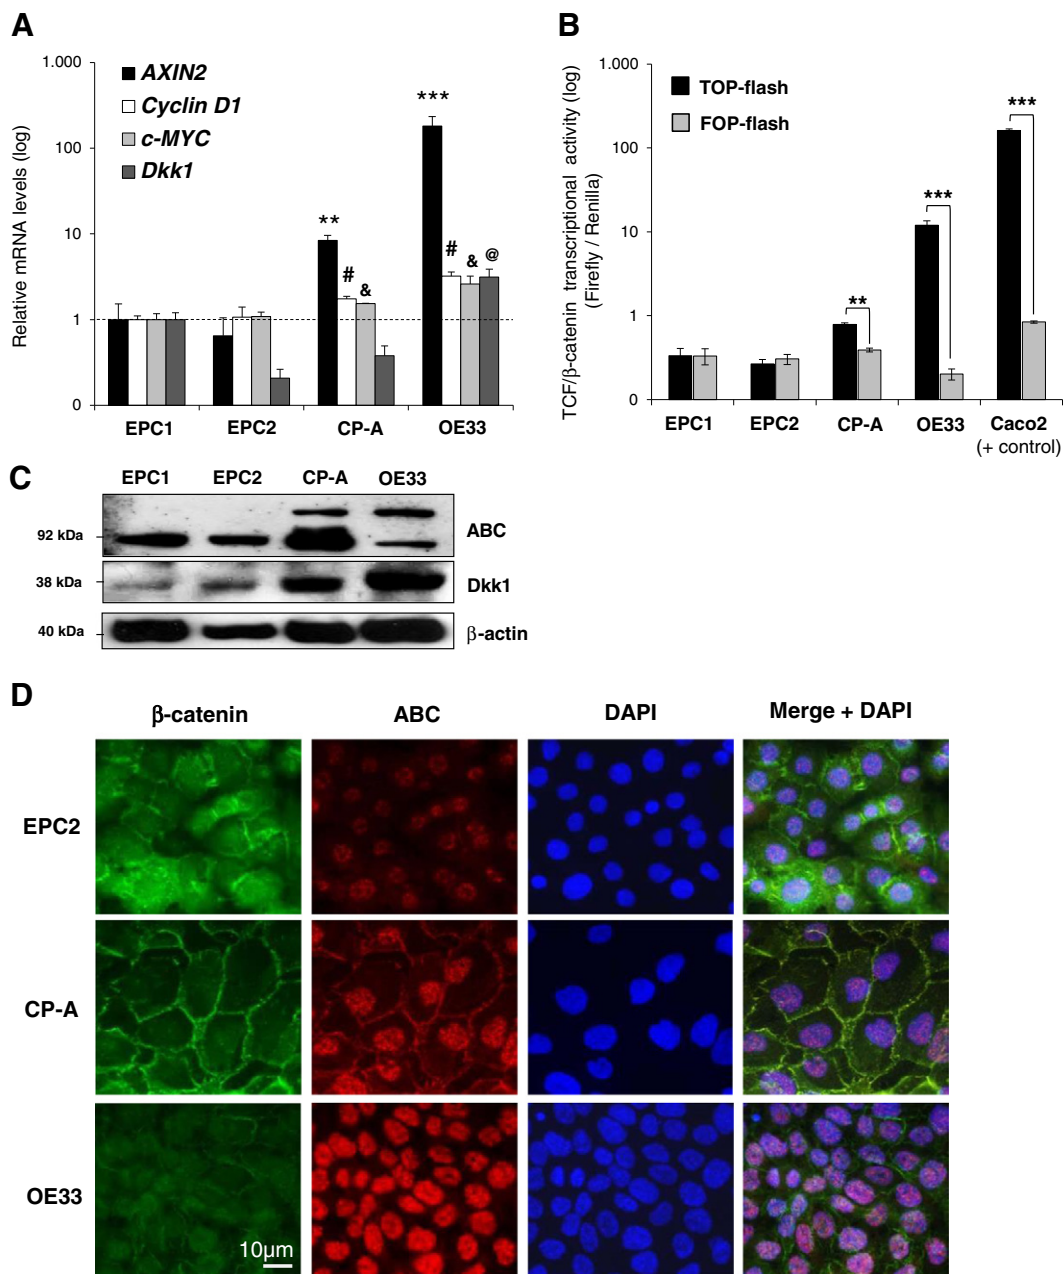 A
Relative mRNA levels (log)
1.000
100
10
1
0
AXIN2
Cyclin D1
c-MYC
Dkk1
**
#
&
***
#
&
@
EPC1 EPC2 CP-A OE33
B
TCF/β-catenin transcriptional activity (log)
(Firefly / Renilla)
1.000
100
10
1
0
TOP-flash
FOP-flash
**
***
***
EPC1 EPC2 CP-A OE33 Caco2
(+ control)
C
EPC1 EPC2 CP-A OE33
92 kDa
ABC
38 kDa
Dkk1
40 kDa
β-actin
D
β-catenin ABC DAPI Merge + DAPI
EPC2
CP-A
OE33
10μm